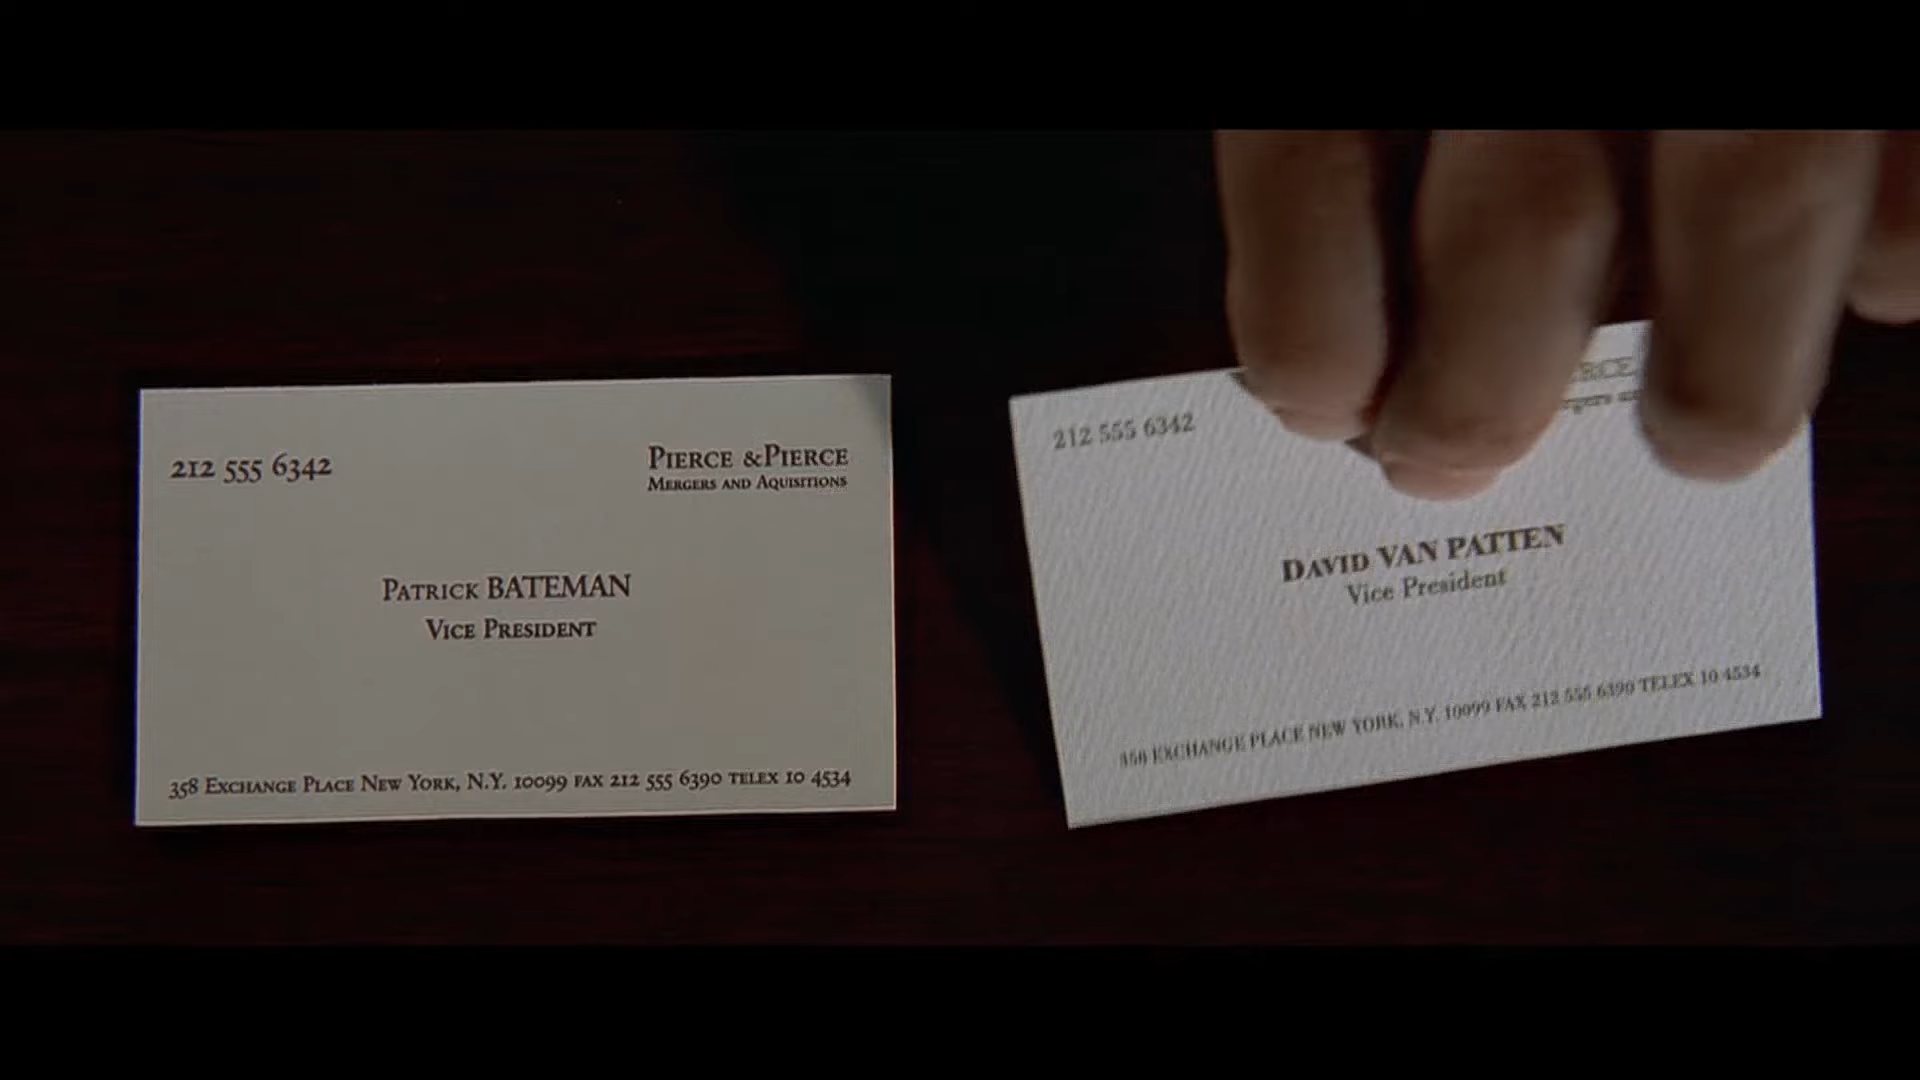 212 555 6342
PIERCE &PIERCE
MERGERS AND AQUISITIONS
PATRICK BATEMAN
VICE PRESIDENT
358 EXCHANGE PLACE NEW YORK, N.Y. 10099 FAX 212 555 6390 TELEX 10 4534
212 555 6342
DAVID VAN PATTEN
Vice President
358 EXCHANGE PLACE NEW YORK, N.Y. 10099 FAX 212 555 6390 TELEX 10 4534